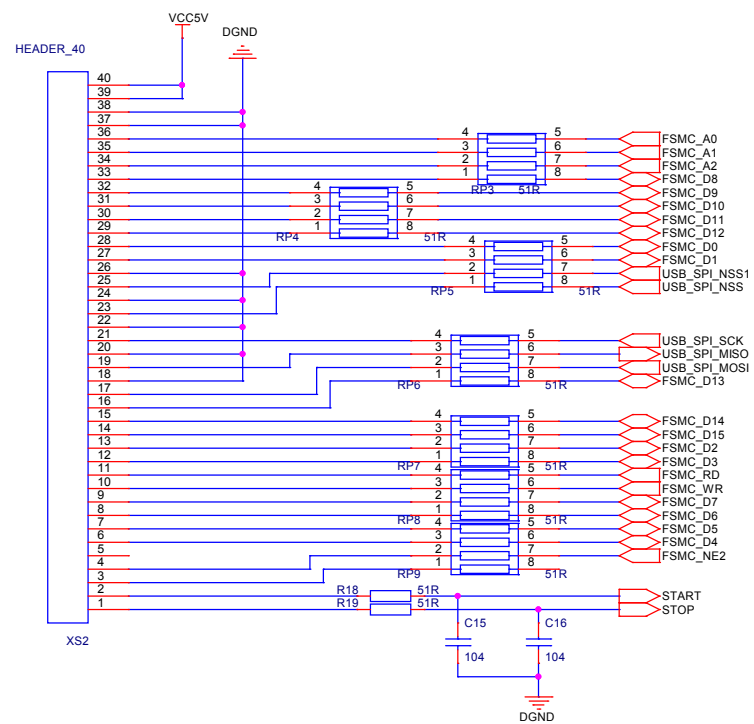 VCC5V
DGND
HEADER_40
40
39
38
37
36 4 5 FSMC_A0
35 3 6 FSMC_A1
34 2 7 FSMC_A2
33 1 8 FSMC_D8
RP3 51R
32 4 5 FSMC_D9
31 3 6 FSMC_D10
30 2 7 FSMC_D11
29 1 8 FSMC_D12
RP4 51R
28 4 5 FSMC_D0
27 3 6 FSMC_D1
26 2 7 USB_SPI_NSS1
25 1 8 USB_SPI_NSS
RP5 51R
24
23
22
21 4 5 USB_SPI_SCK
20 3 6 USB_SPI_MISO
19 2 7 USB_SPI_MOSI
18 1 8 FSMC_D13
RP6 51R
17
16
15 4 5 FSMC_D14
14 3 6 FSMC_D15
13 2 7 FSMC_D2
12 1 8 FSMC_D3
RP7 51R
11 4 5 FSMC_RD
10 3 6 FSMC_WR
9 2 7 FSMC_D7
8 1 8 FSMC_D6
RP8 51R
7 4 5 FSMC_D5
6 3 6 FSMC_D4
5 2 7 FSMC_NE2
4 1 8
RP9 51R
3
2 R18 51R START
1 R19 51R STOP
XS2
C15 C16
104 104
DGND